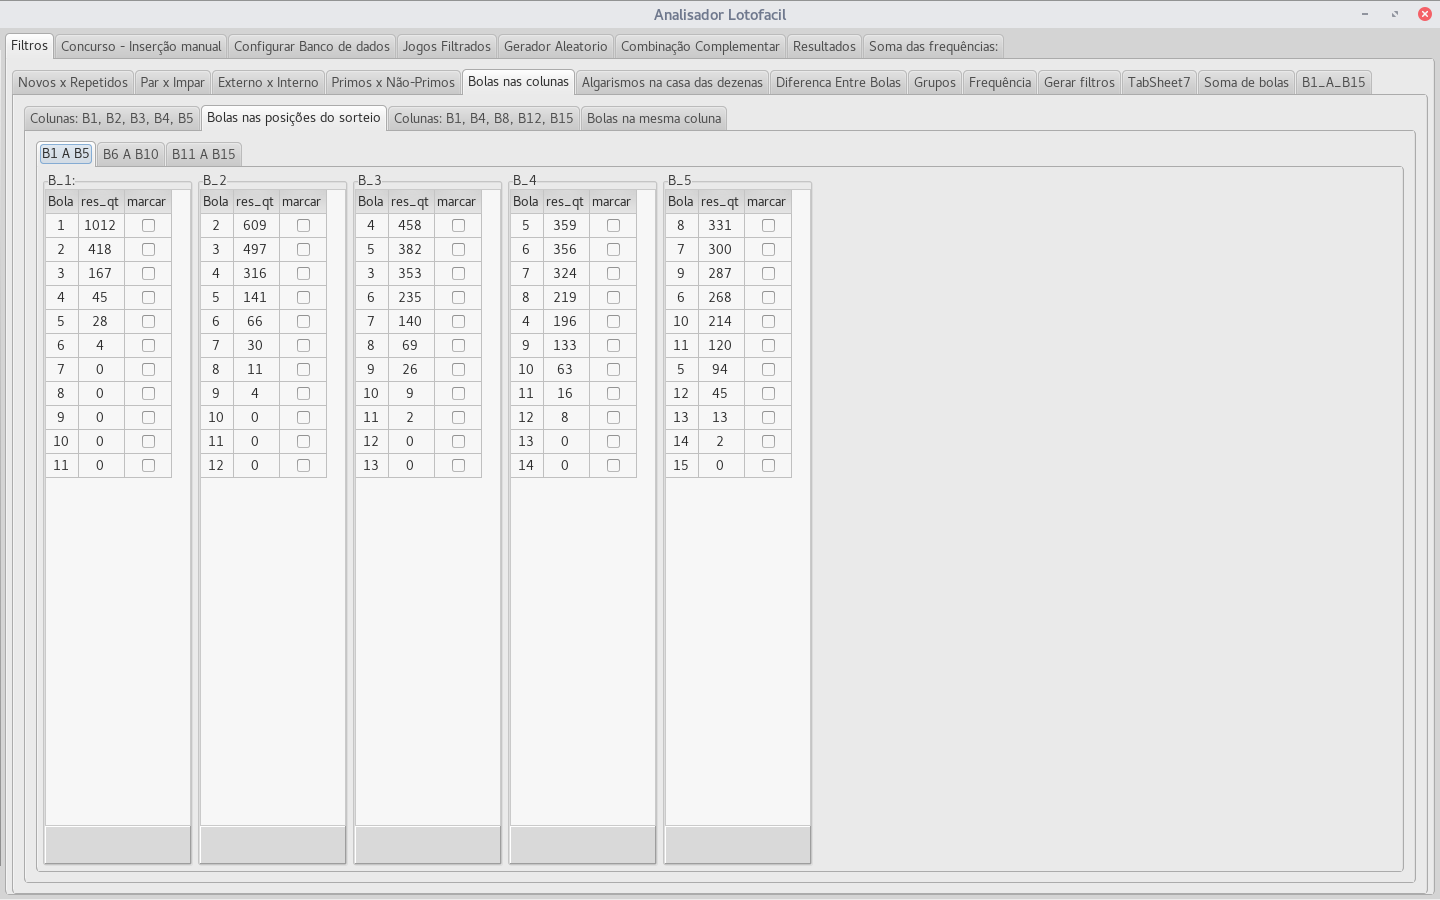 Analisador Lotofacil
Filtros Concurso - Inserção manual Configurar Banco de dados Jogos Filtrados Gerador Aleatorio Combinação Complementar Resultados Soma das frequências:
Novos x Repetidos Par x Impar Externo x Interno Primos x Não-Primos Bolas nas colunas Algarismos na casa das dezenas Diferenca Entre Bolas Grupos Frequência Gerar filtros TabSheet7 Soma de bolas B1_A_B15
Colunas: B1, B2, B3, B4, B5 Bolas nas posições do sorteio Colunas: B1, B4, B8, B12, B15 Bolas na mesma coluna
B1 A B5 B6 A B10 B11 A B15
B_1: B_2 B_3 B_4 B_5
Bola res_qt marcar Bola res_qt marcar Bola res_qt marcar Bola res_qt marcar Bola res_qt marcar
1 1012 2 609 4 458 5 359 8 331
2 418 3 497 5 382 6 356 7 300
3 167 4 316 3 353 7 324 9 287
4 45 5 141 6 235 8 219 6 268
5 28 6 66 7 140 4 196 10 214
6 4 7 30 8 69 9 133 11 120
7 0 8 11 9 26 10 63 5 94
8 0 9 4 10 9 11 16 12 45
9 0 10 0 11 2 12 8 13 13
10 0 11 0 12 0 13 0 14 2
11 0 12 0 13 0 14 0 15 0